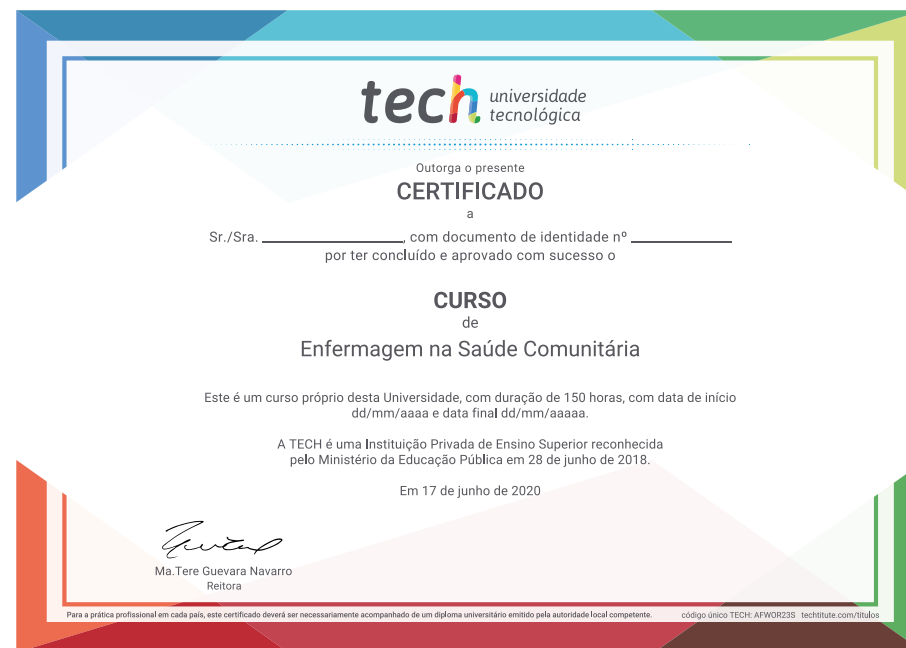 tech universidade
tecnológica
Outorga o presente
CERTIFICADO
a
Sr./Sra. ____________, com documento de identidade nº ____________
por ter concluído e aprovado com sucesso o
CURSO
de
Enfermagem na Saúde Comunitária
Este é um curso próprio desta Universidade, com duração de 150 horas, com data de início
dd/mm/aaaa e data final dd/mm/aaaaa.
A TECH é uma Instituição Privada de Ensino Superior reconhecida
pelo Ministério da Educação Pública em 28 de junho de 2018.
Em 17 de junho de 2020
Ma.Tere Guevara Navarro
Reitora
Para a prática profissional em cada país, este certificado deverá ser necessariamente acompanhado de um diploma universitário emitido pela autoridade local competente. código único TECH: AFWOR23S techtitute.com/titulos